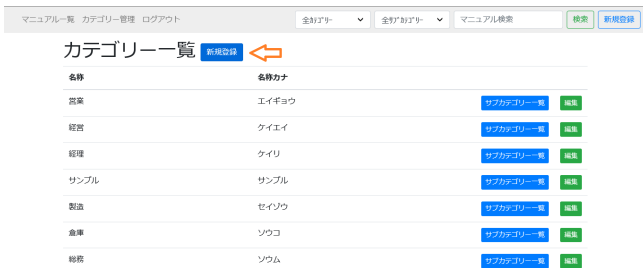 マニュアル一覧 カテゴリー管理 ログアウト 全ｶﾃｺﾞﾘｰ 全ｻﾌﾞｶﾃｺﾞﾘｰ マニュアル検索 検索 新規登録
カテゴリー一覧 新規登録
名称 名称カナ
営業 エイギョウ サブカテゴリー一覧 編集
経営 ケイエイ サブカテゴリー一覧 編集
経理 ケイリ サブカテゴリー一覧 編集
サンプル サンプル サブカテゴリー一覧 編集
製造 セイゾウ サブカテゴリー一覧 編集
倉庫 ソウコ サブカテゴリー一覧 編集
総務 ソウム サブカテゴリー一覧 編集